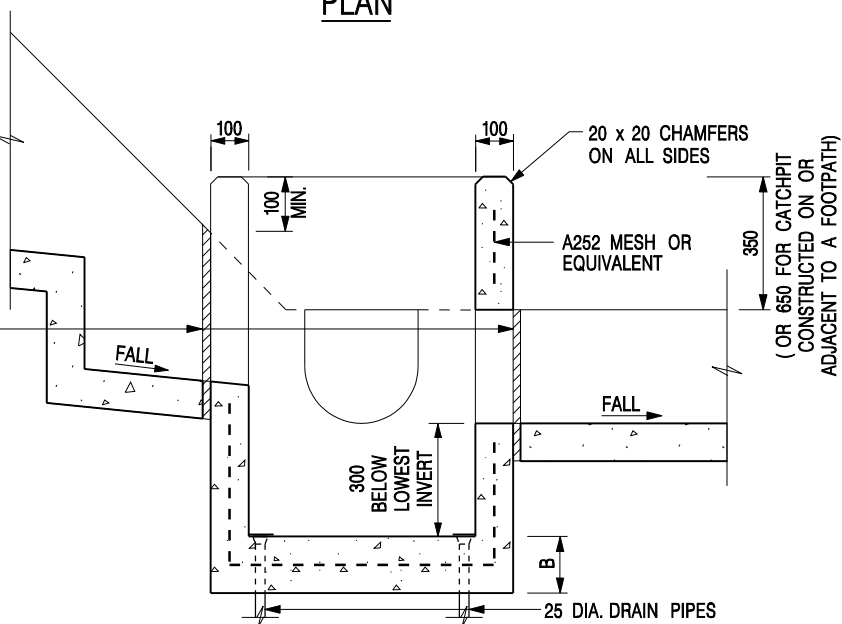 PLAN
100
100
20 x 20 CHAMFERS
ON ALL SIDES
100
MIN.
A252 MESH OR
EQUIVALENT
350
( OR 650 FOR CATCHPIT
CONSTRUCTED ON OR
ADJACENT TO A FOOTPATH)
FALL
FALL
300
BELOW
LOWEST
INVERT
B
25 DIA. DRAIN PIPES